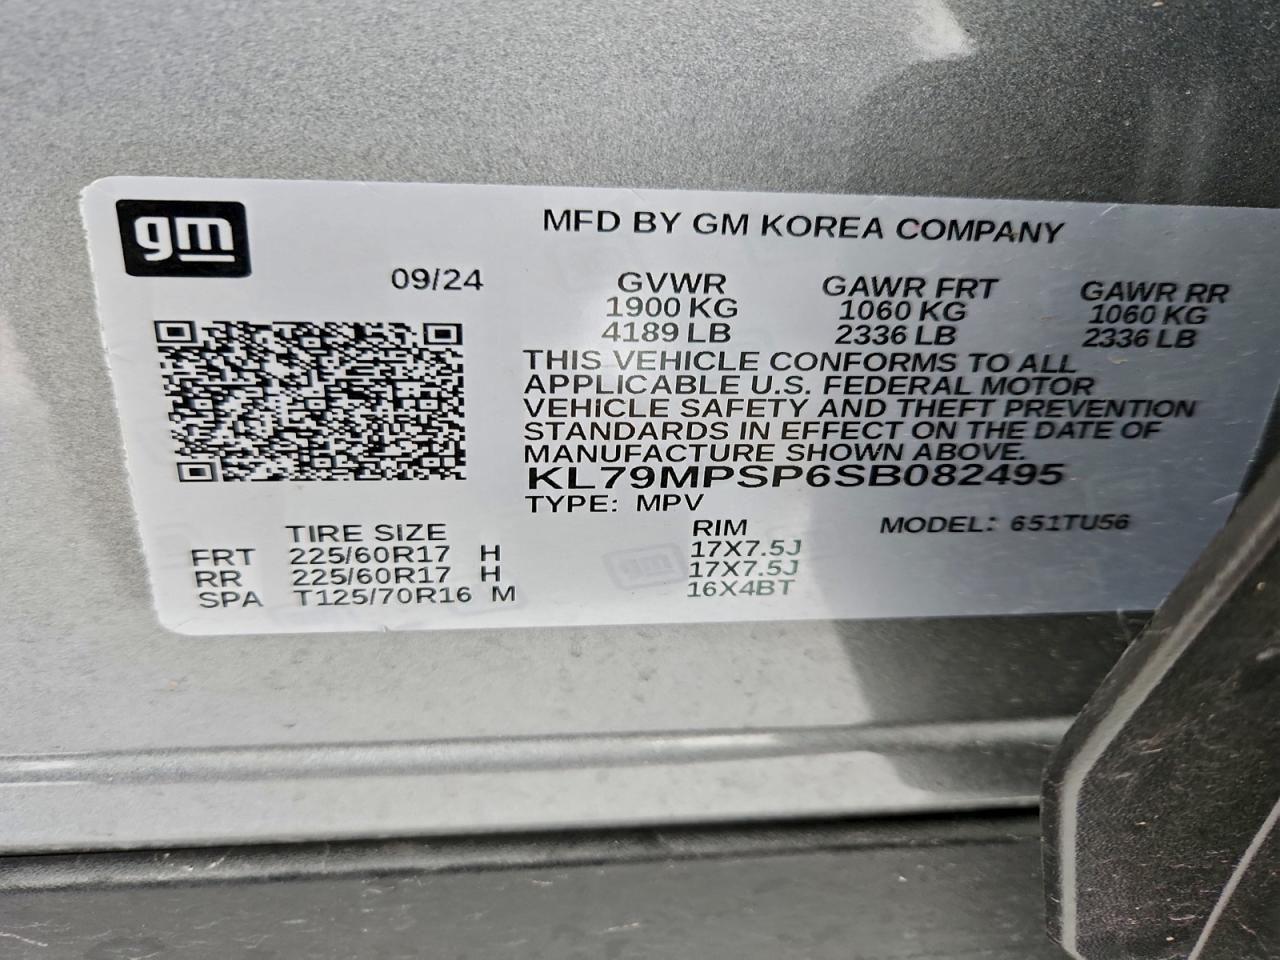 gm
MFD BY GM KOREA COMPANY
09/24
GVWR GAWR FRT GAWR RR
1900 KG 1060 KG 1060 KG
4189 LB 2336 LB 2336 LB
THIS VEHICLE CONFORMS TO ALL
APPLICABLE U.S. FEDERAL MOTOR
VEHICLE SAFETY AND THEFT PREVENTION
STANDARDS IN EFFECT ON THE DATE OF
MANUFACTURE SHOWN ABOVE.
KL79MPSP6SB082495
TYPE: MPV MODEL: 651TU56
TIRE SIZE RIM
FRT 225/60R17 H 17X7.5J
RR 225/60R17 H 17X7.5J
SPA T125/70R16 M 16X4BT